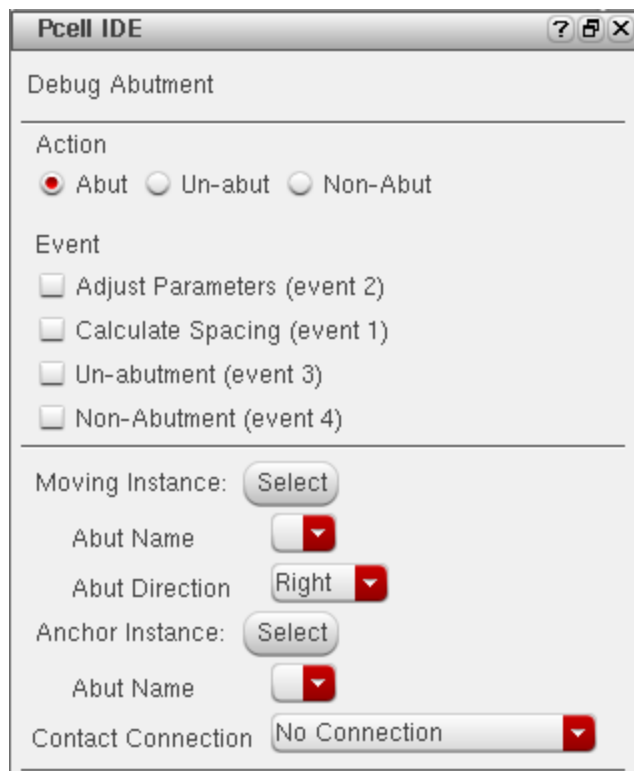 Pcell IDE
Debug Abutment
Action
Abut Un-abut Non-Abut
Event
Adjust Parameters (event 2)
Calculate Spacing (event 1)
Un-abutment (event 3)
Non-Abutment (event 4)
Moving Instance: Select
Abut Name
Abut Direction Right
Anchor Instance: Select
Abut Name
Contact Connection No Connection